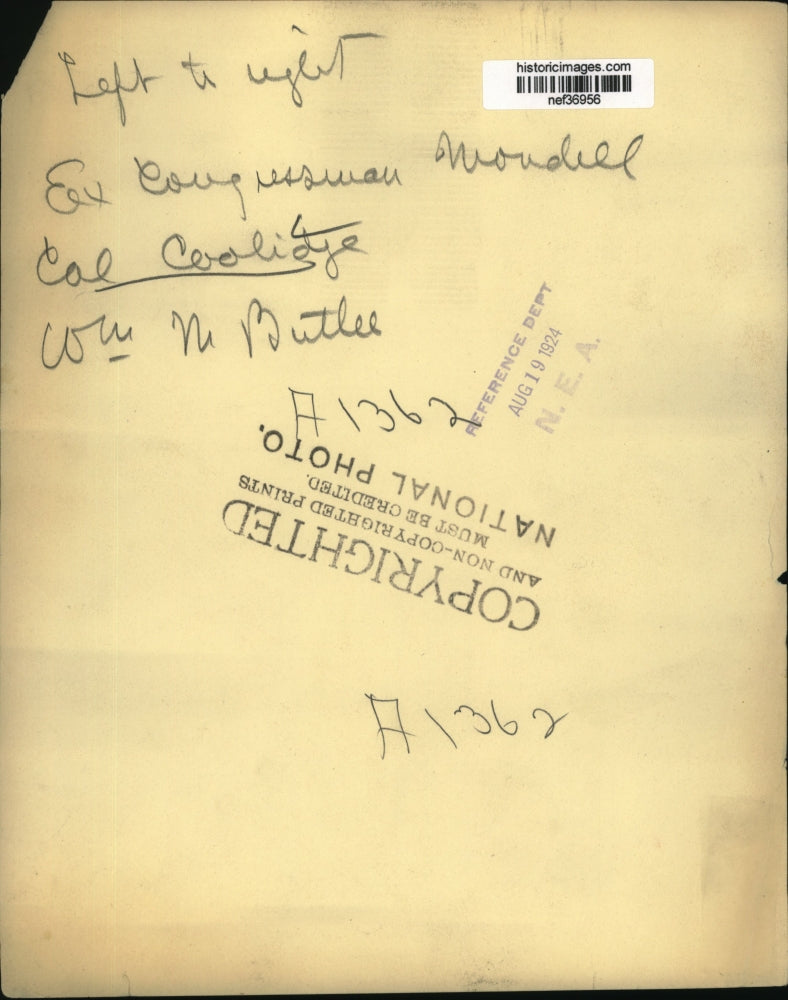 Left to right
historicimages.com
nef36956
Ex Congressman Mondell
Cal Coolidge
4
Wm M Butler
REFERENCE DEPT
AUG 19 1924
N. E. A.
A1362
COPYRIGHTED
AND NON-COPYRIGHTED PRINTS
MUST BE CREDITED.
NATIONAL PHOTO.
A1362